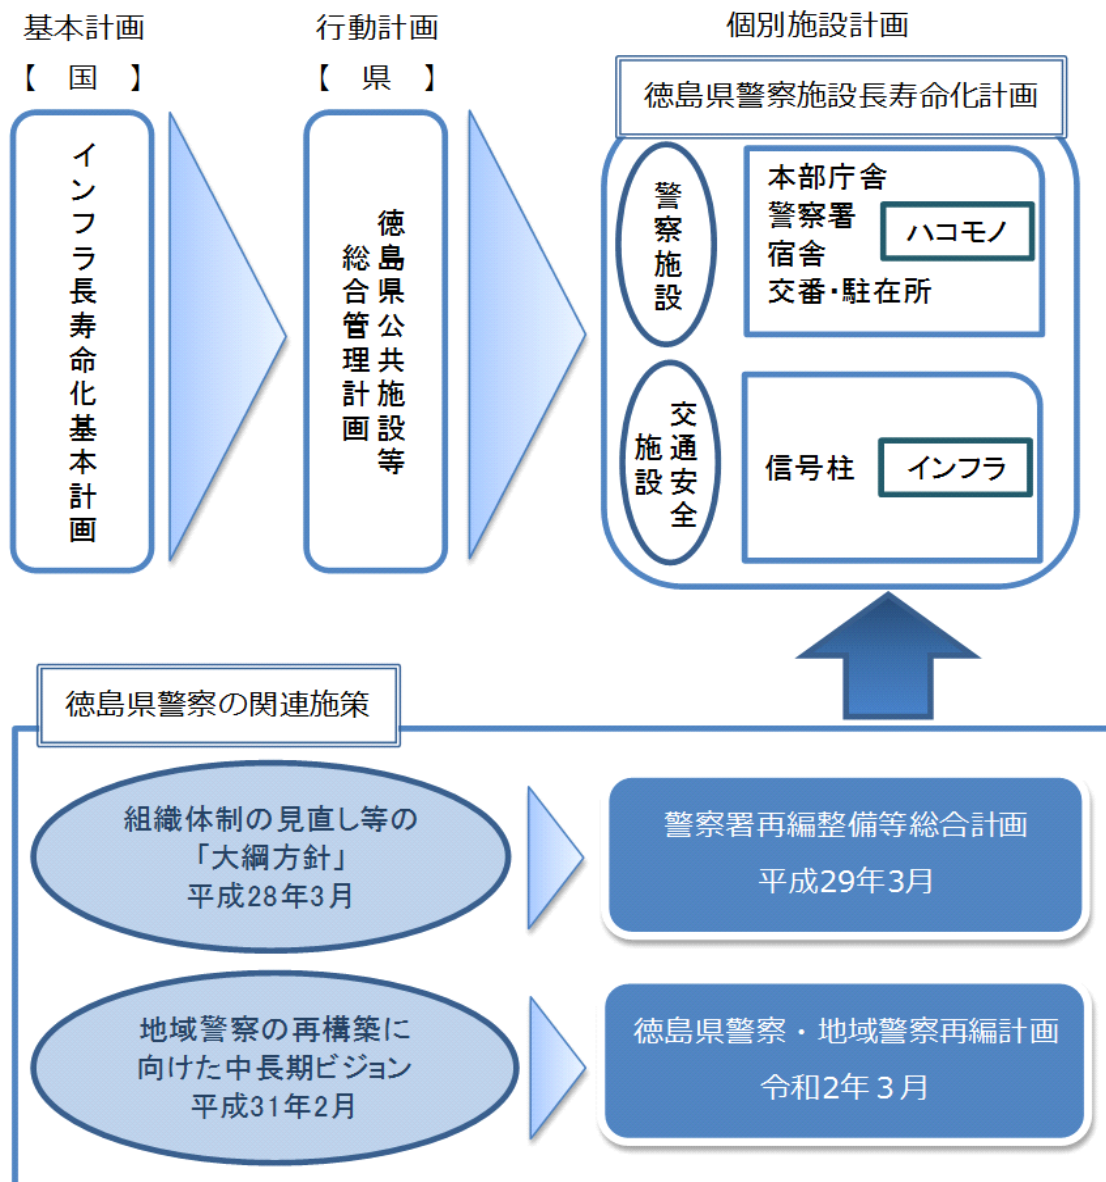 基本計画
【　国　】
インフラ長寿命化基本計画
行動計画
【　県　】
徳島県公共施設等
総合管理計画
個別施設計画
徳島県警察施設長寿命化計画
警察施設
本部庁舎
警察署
宿舎
交番・駐在所
ハコモノ
交通安全
施設
信号柱
インフラ
徳島県警察の関連施策
組織体制の見直し等の
「大綱方針」
平成28年3月
警察署再編整備等総合計画
平成29年3月
地域警察の再構築に
向けた中長期ビジョン
平成31年2月
徳島県警察・地域警察再編計画
令和2年３月